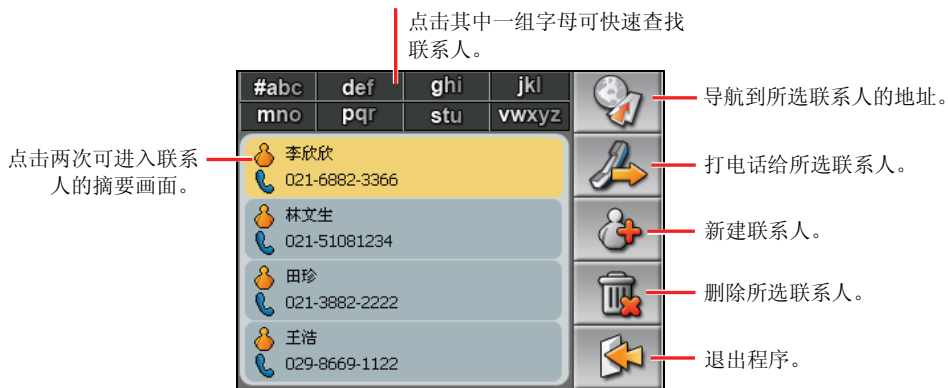 点击其中一组字母可快速查找
联系人。
#abc def ghi jkl
mno pqr stu vwxyz
导航到所选联系人的地址。
点击两次可进入联系
人的摘要画面。
李欣欣
021-6882-3366
打电话给所选联系人。
林文生
021-51081234
新建联系人。
田珍
021-3882-2222
删除所选联系人。
王浩
029-8669-1122
退出程序。